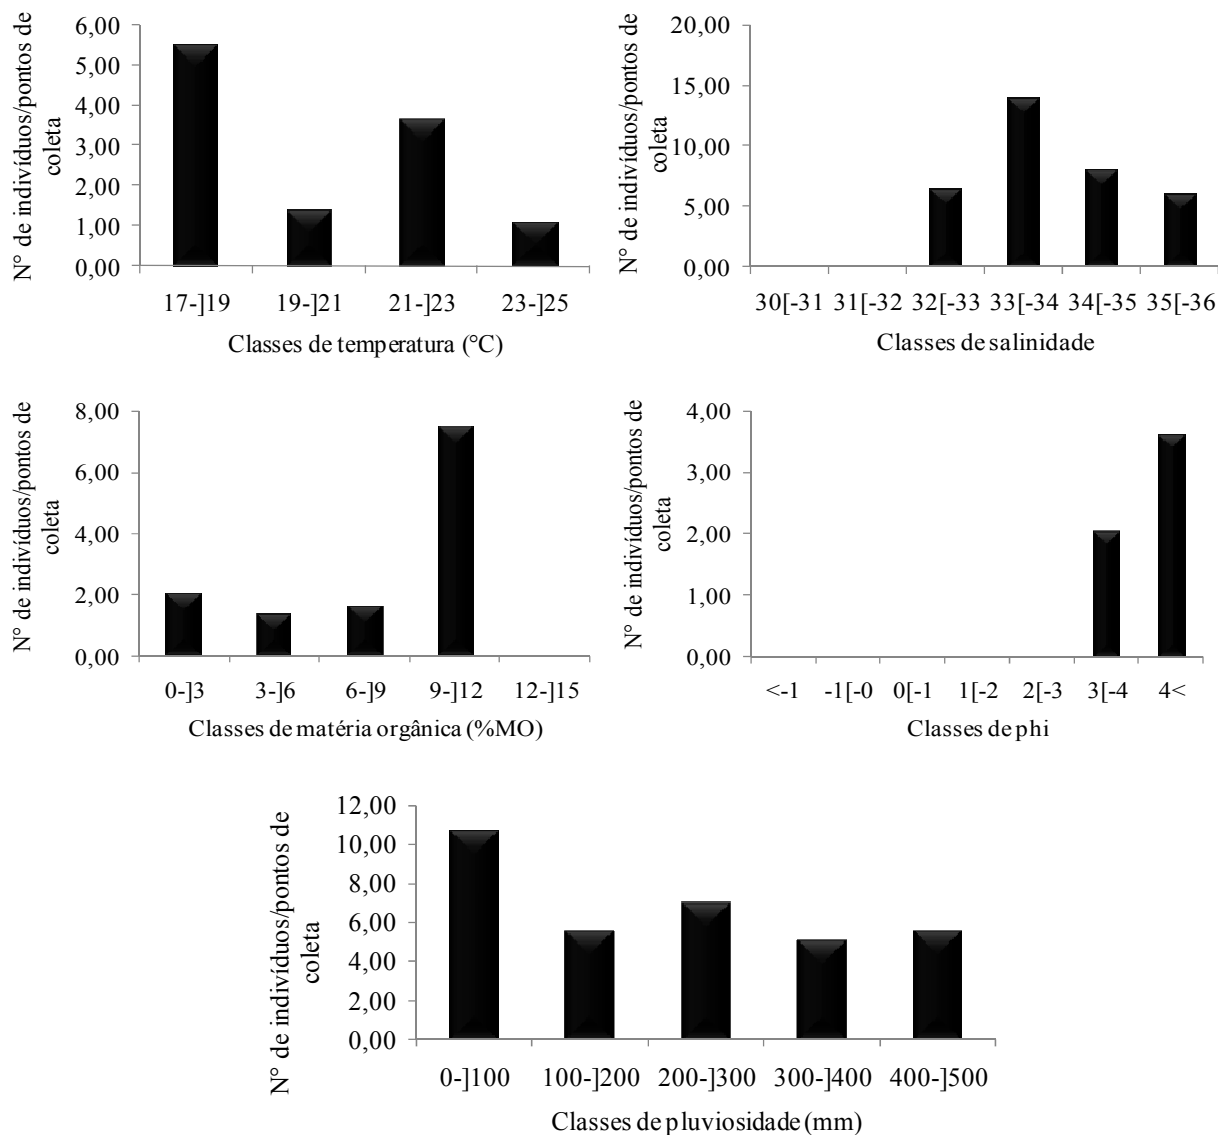 N° de indivíduos/pontos de
coleta
6,00
5,00
4,00
3,00
2,00
1,00
0,00
17-]19 19-]21 21-]23 23-]25
Classes de temperatura (°C)
N° de indivíduos/pontos de
coleta
20,00
15,00
10,00
5,00
0,00
30[-31 31[-32 32[-33 33[-34 34[-35 35[-36
Classes de salinidade
N° de indivíduos/pontos de
coleta
8,00
6,00
4,00
2,00
0,00
0-]3 3-]6 6-]9 9-]12 12-]15
Classes de matéria orgânica (%MO)
N° de indivíduos/pontos de
coleta
4,00
3,00
2,00
1,00
0,00
<-1 -1[-0 0[-1 1[-2 2[-3 3[-4 4<
Classes de phi
N° de indivíduos/pontos de
coleta
12,00
10,00
8,00
6,00
4,00
2,00
0,00
0-]100 100-]200 200-]300 300-]400 400-]500
Classes de pluviosidade (mm)